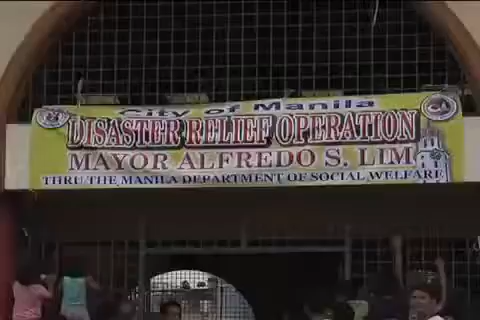 City of Manila
DISASTER RELIEF OPERATION
MAYOR ALFREDO S. LIM
THRU THE MANILA DEPARTMENT OF SOCIAL WELFARE